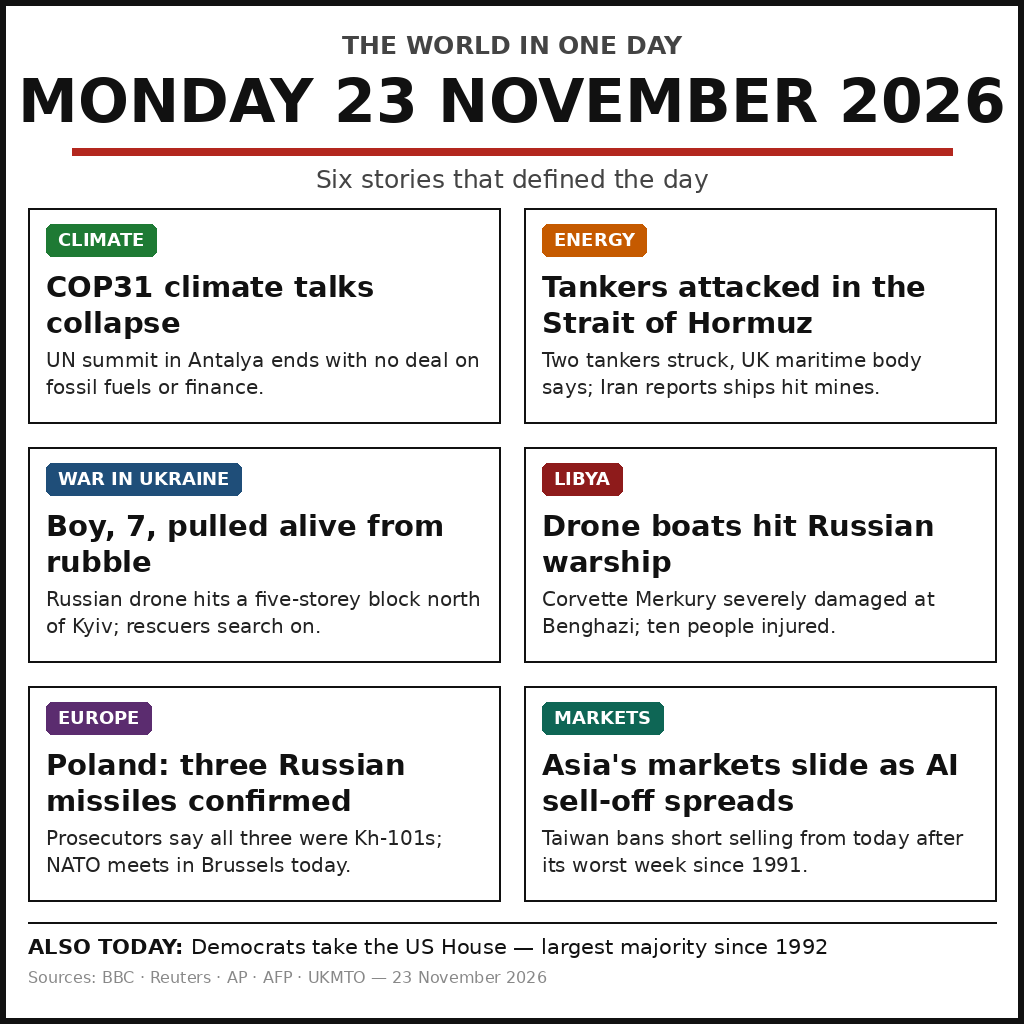 THE WORLD IN ONE DAY
MONDAY 23 NOVEMBER 2026
Six stories that defined the day
CLIMATE
COP31 climate talks
collapse
UN summit in Antalya ends with no deal on
fossil fuels or finance.
ENERGY
Tankers attacked in the
Strait of Hormuz
Two tankers struck, UK maritime body
says; Iran reports ships hit mines.
WAR IN UKRAINE
Boy, 7, pulled alive from
rubble
Russian drone hits a five-storey block north
of Kyiv; rescuers search on.
LIBYA
Drone boats hit Russian
warship
Corvette Merkury severely damaged at
Benghazi; ten people injured.
EUROPE
Poland: three Russian
missiles confirmed
Prosecutors say all three were Kh-101s;
NATO meets in Brussels today.
MARKETS
Asia's markets slide as AI
sell-off spreads
Taiwan bans short selling from today after
its worst week since 1991.
ALSO TODAY: Democrats take the US House — largest majority since 1992
Sources: BBC · Reuters · AP · AFP · UKMTO — 23 November 2026